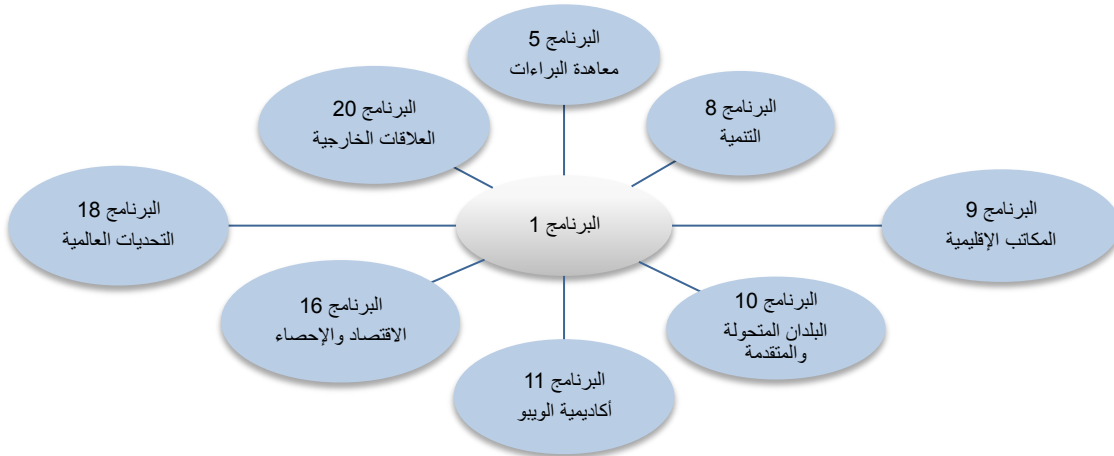 البرنامج 5
معاهدة البراءات
البرنامج 8
التنمية
البرنامج 20
العلاقات الخارجية
البرنامج 9
المكاتب الإقليمية
البرنامج 1
البرنامج 18
التحديات العالمية
البرنامج 10
البلدان المتحولة
والمتقدمة
البرنامج 16
الاقتصاد والإحصاء
البرنامج 11
أكاديمية الويبو